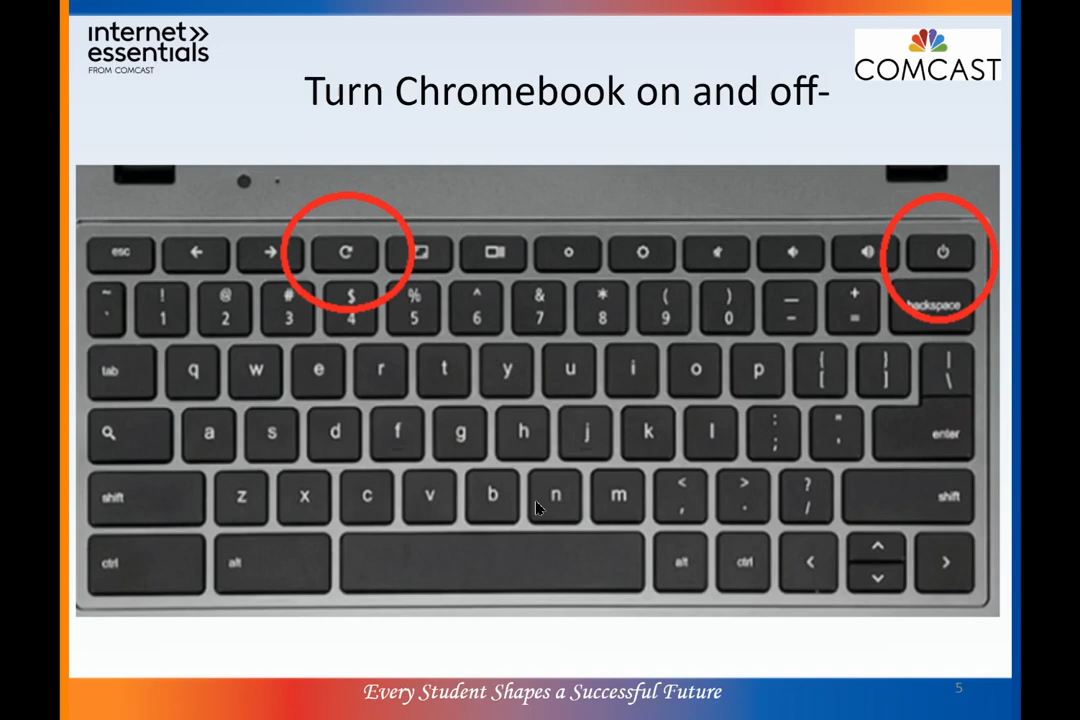 internet
essentials
FROM COMCAST
COMCAST
Turn Chromebook on and off-
esc
~ ! @ # $ % ^ & * ( ) — +
` 1 2 3 4 5 6 7 8 9 0 - = backspace
tab q w e r t y u i o p { } |
[ ] \
a s d f g h j k l : "
; ' enter
shift z x c v b n m < > ? shift
, . /
ctrl alt alt ctrl
Every Student Shapes a Successful Future
5